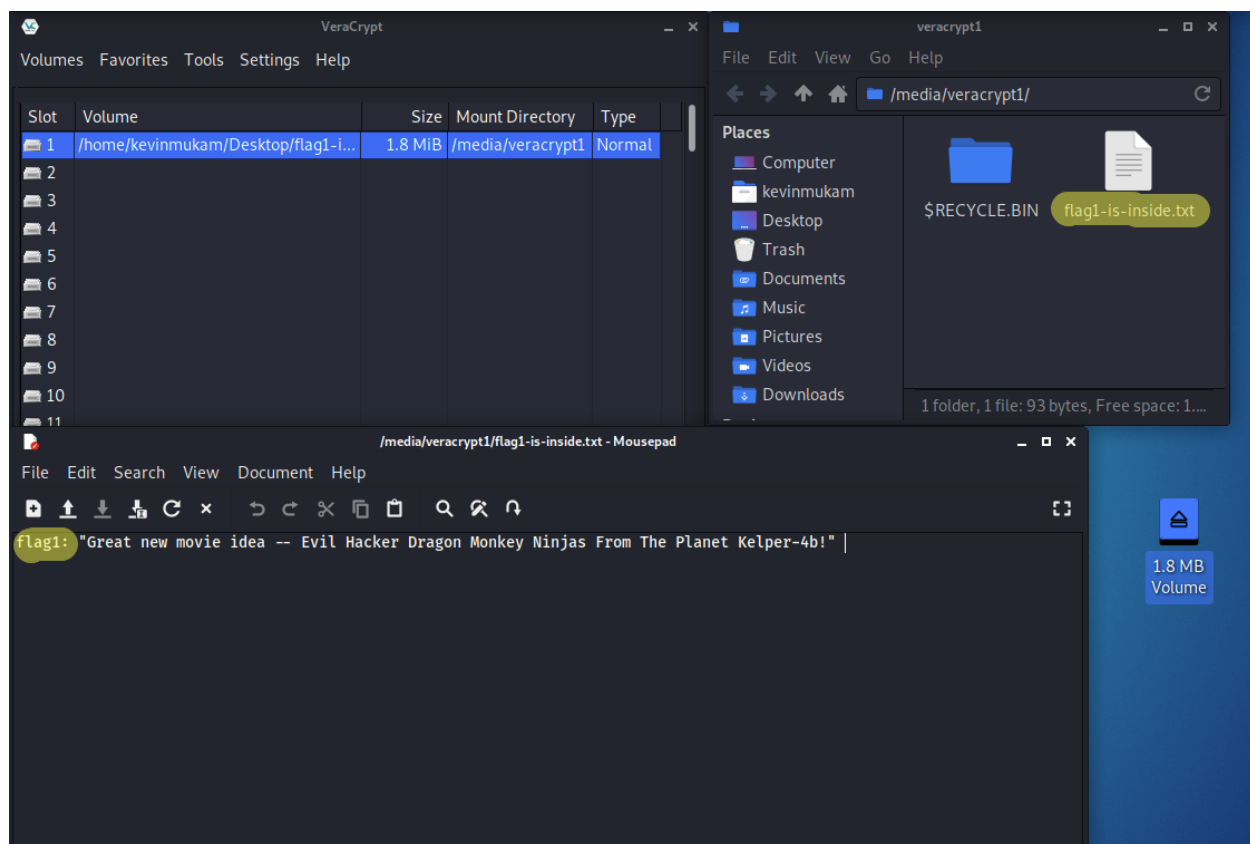 VeraCrypt
Volumes Favorites Tools Settings Help
Slot Volume Size Mount Directory Type
1 /home/kevinmukam/Desktop/flag1-i... 1.8 MiB /media/veracrypt1 Normal
2
3
4
5
6
7
8
9
10
11
veracrypt1
File Edit View Go Help
/media/veracrypt1/
Places
Computer
kevinmukam
Desktop
Trash
Documents
Music
Pictures
Videos
Downloads
$RECYCLE.BIN flag1-is-inside.txt
1 folder, 1 file: 93 bytes, Free space: 1....
/media/veracrypt1/flag1-is-inside.txt - Mousepad
File Edit Search View Document Help
flag1: "Great new movie idea -- Evil Hacker Dragon Monkey Ninjas From The Planet Kelper-4b!"
1.8 MB
Volume